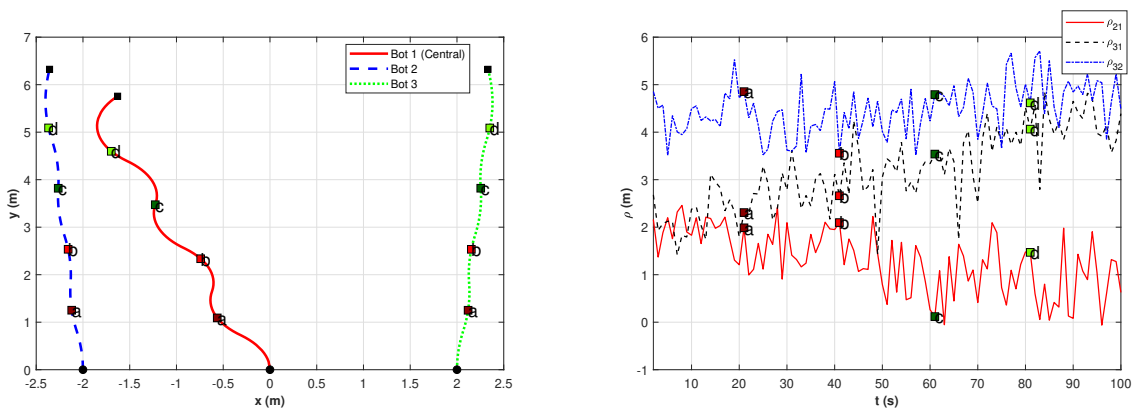 7
6
5
4
3
2
1
0
y (m)
-2.5 -2 -1.5 -1 -0.5 0 0.5 1 1.5 2 2.5
x (m)
Bot 1 (Central)
Bot 2
Bot 3
a
b
c
d
a
b
c
d
a
b
c
d
6
5
4
3
2
1
0
-1
ρ (m)
10 20 30 40 50 60 70 80 90 100
t (s)
ρ21
ρ31
ρ32
a
b
c
d
a
b
c
d
a
b
c
d